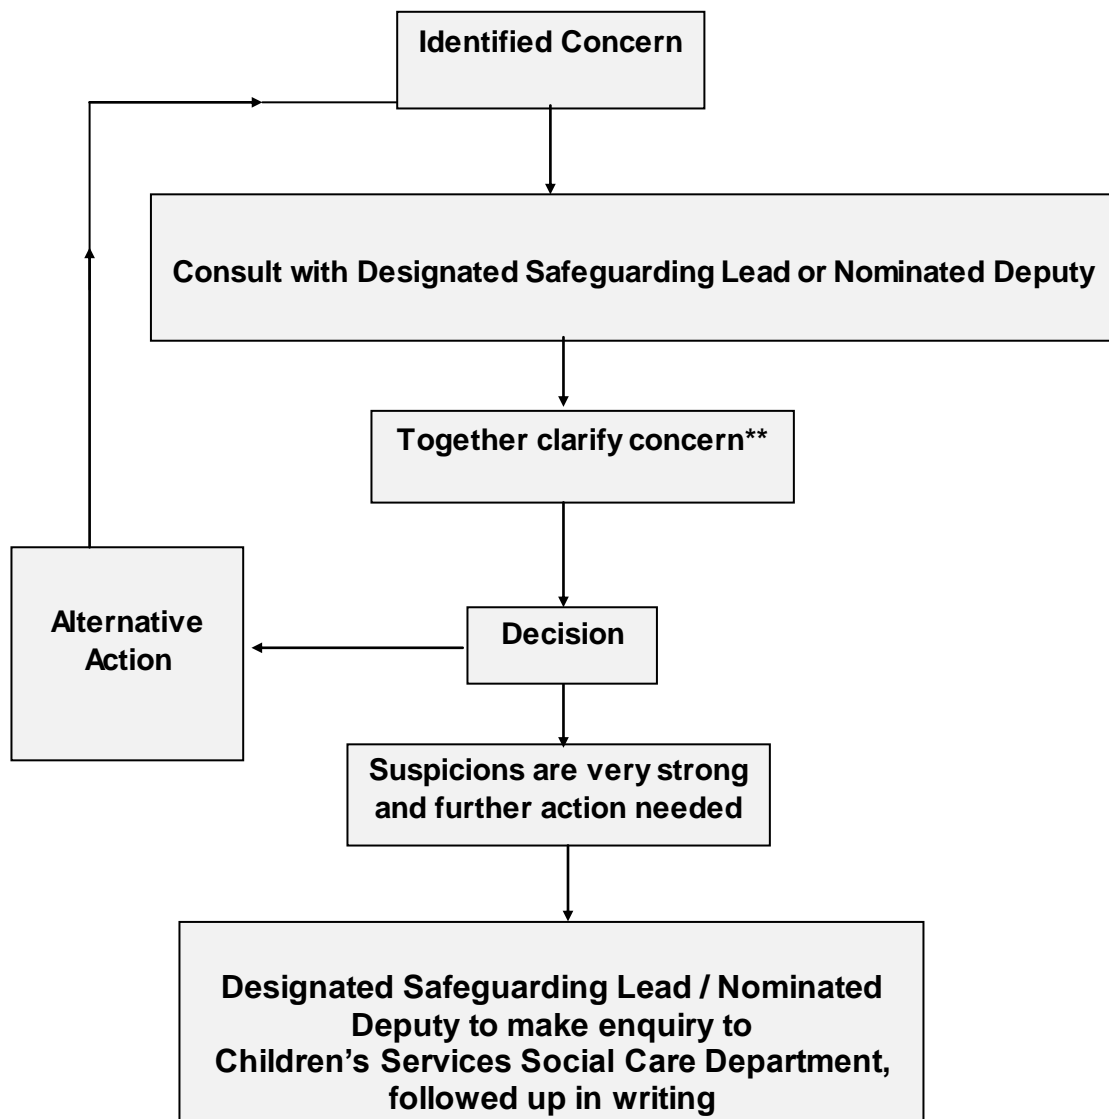 Identified Concern
Consult with Designated Safeguarding Lead or Nominated Deputy
Together clarify concern**
Alternative
Action
Decision
Suspicions are very strong
and further action needed
Designated Safeguarding Lead / Nominated
Deputy to make enquiry to
Children’s Services Social Care Department,
followed up in writing